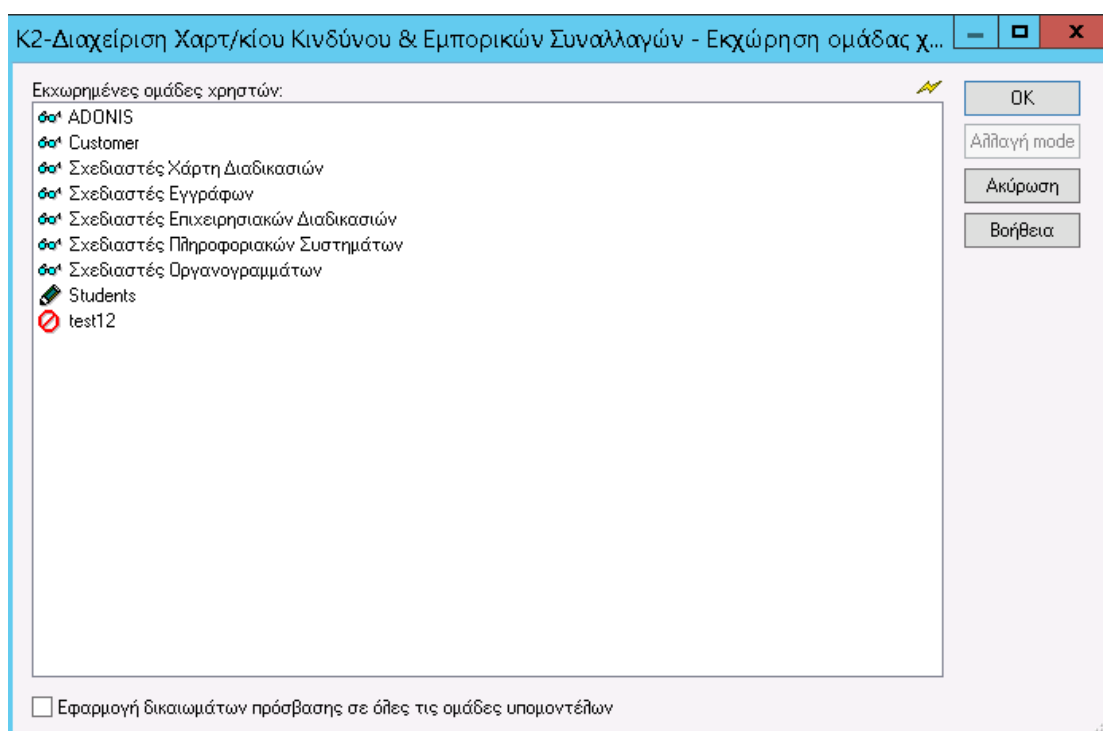 Κ2-Διαχείριση Χαρτ/κίου Κινδύνου & Εμπορικών Συναλλαγών - Εκχώρηση ομάδας χ...
Εκχωρημένες ομάδες χρηστών:
OK
ADONIS
Αλλαγή mode
Customer
Σχεδιαστές Χάρτη Διαδικασιών
Ακύρωση
Σχεδιαστές Εγγράφων
Σχεδιαστές Επιχειρησιακών Διαδικασιών
Βοήθεια
Σχεδιαστές Πληροφοριακών Συστημάτων
Σχεδιαστές Οργανογραμμάτων
Students
test12
Εφαρμογή δικαιωμάτων πρόσβασης σε όλες τις ομάδες υπομοντέλων